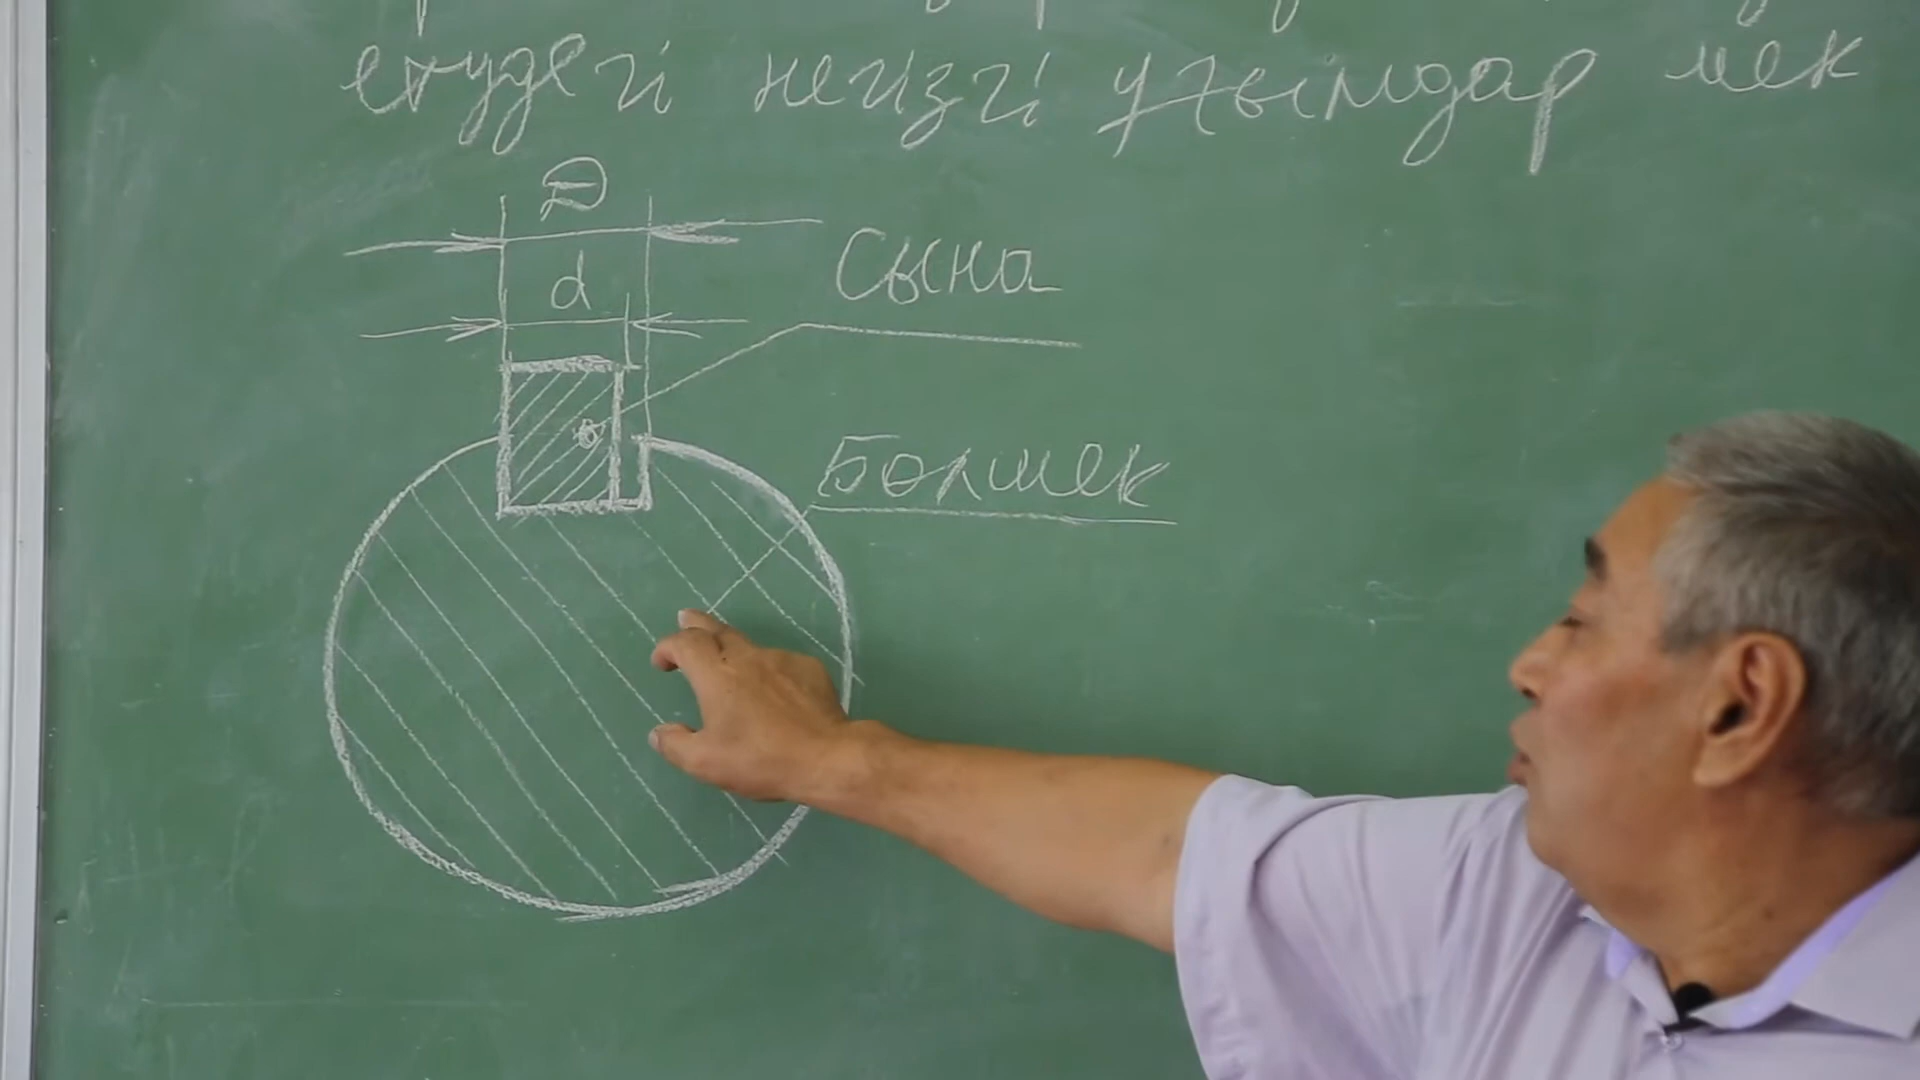 етудегі негізгі ұғымдар мек
D
d
Сына
Бөлшек